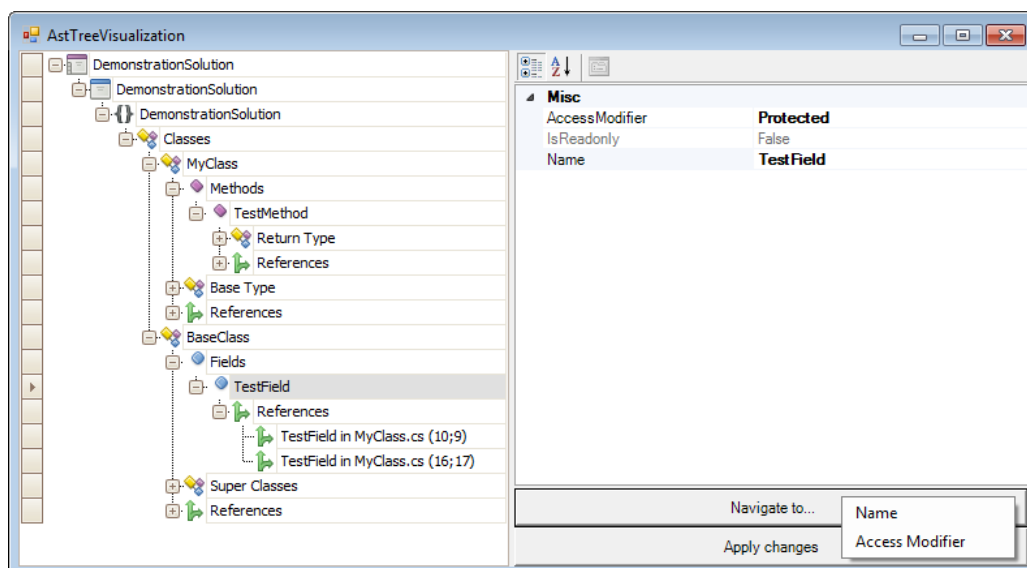 AstTreeVisualization
DemonstrationSolution
DemonstrationSolution
{} DemonstrationSolution
Classes
MyClass
Methods
TestMethod
Return Type
References
Base Type
References
BaseClass
Fields
TestField
References
TestField in MyClass.cs (10;9)
TestField in MyClass.cs (16;17)
Super Classes
References
A
Z
Misc
AccessModifier Protected
IsReadonly False
Name TestField
Navigate to...
Apply changes
Name
Access Modifier